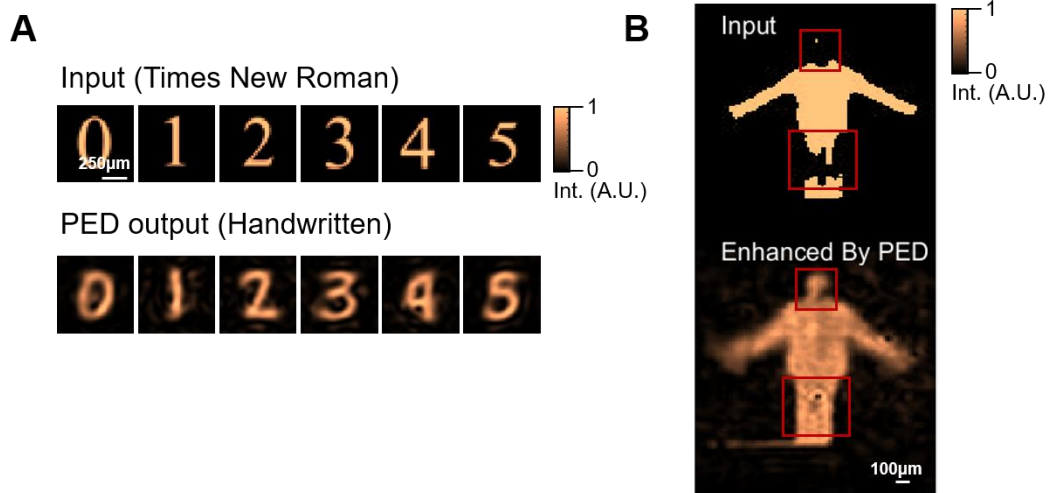 A
Input (Times New Roman)
0 1 2 3 4 5
250μm
1
0
Int. (A.U.)
PED output (Handwritten)
0 1 2 3 4 5
B
Input
1
0
Int. (A.U.)
Enhanced By PED
100μm